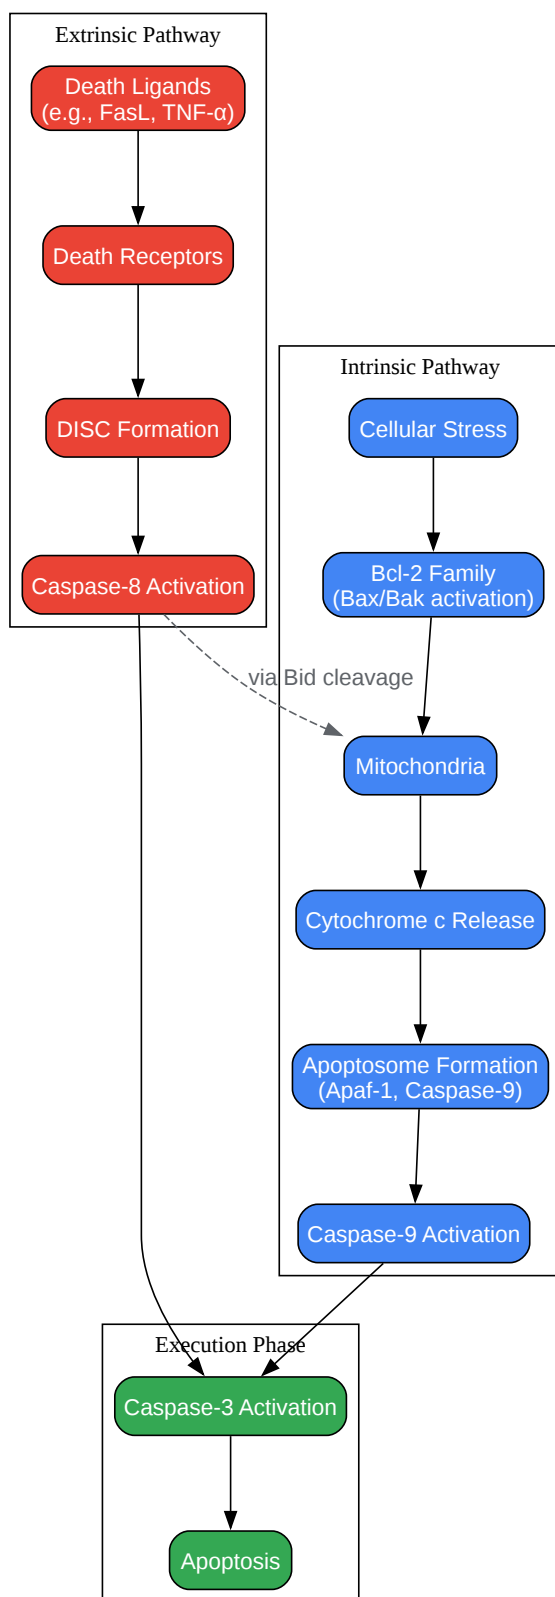 Extrinsic Pathway
Death Ligands
(e.g., FasL, TNF-α)
Death Receptors
DISC Formation
Caspase-8 Activation
via Bid cleavage
Intrinsic Pathway
Cellular Stress
Bcl-2 Family
(Bax/Bak activation)
Mitochondria
Cytochrome c Release
Apoptosome Formation
(Apaf-1, Caspase-9)
Caspase-9 Activation
Execution Phase
Caspase-3 Activation
Apoptosis